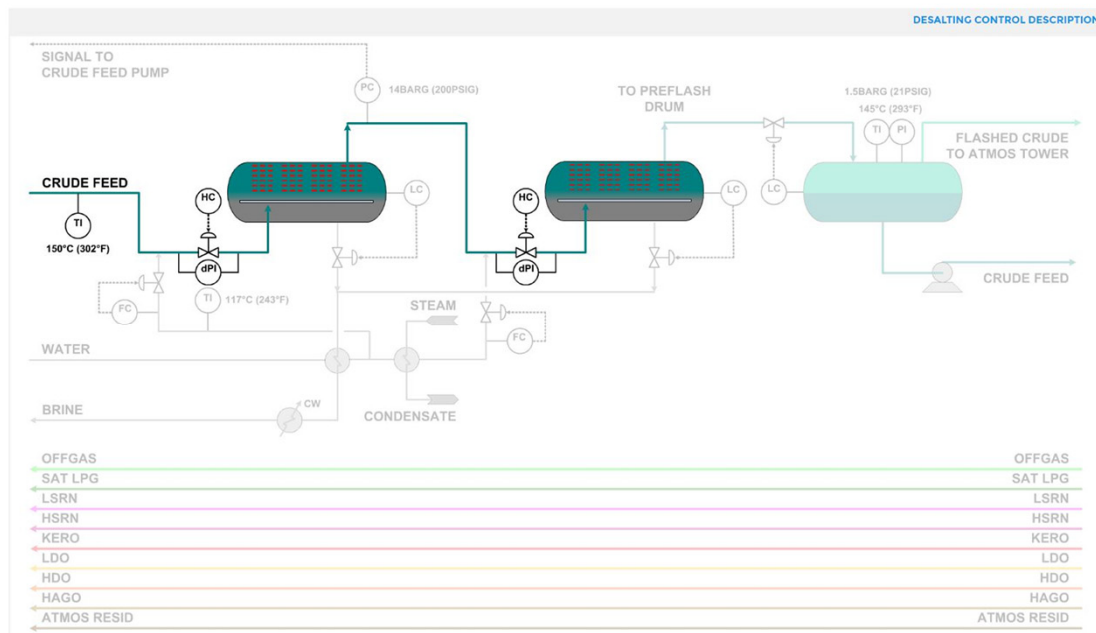 DESALTING CONTROL DESCRIPTION
SIGNAL TO
CRUDE FEED PUMP
PC
14BARG (200PSIG)
TO PREFLASH
DRUM
1.5BARG (21PSIG)
145°C (293°F)
TI
PI
FLASHED CRUDE
TO ATMOS TOWER
CRUDE FEED
HC
LC
HC
LC
LC
TI
150°C (302°F)
dPI
dPI
CRUDE FEED
TI
117°C (243°F)
FC
STEAM
FC
WATER
BRINE
CW
CONDENSATE
OFFGAS
OFFGAS
SAT LPG
SAT LPG
LSRN
LSRN
HSRN
HSRN
KERO
KERO
LDO
LDO
HDO
HDO
HAGO
HAGO
ATMOS RESID
ATMOS RESID